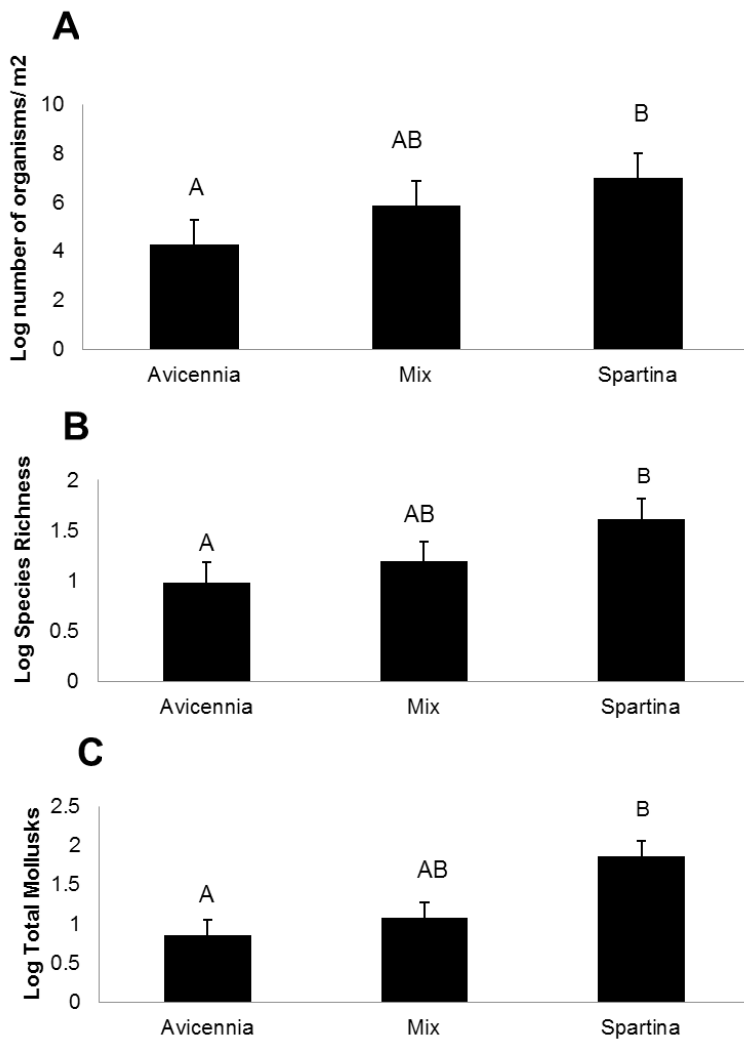 A
Log number of organisms/ m2
10
8
6
4
2
0
A
AB
B
Avicennia Mix Spartina
B
Log Species Richness
2
1.5
1
0.5
0
A
AB
B
Avicennia Mix Spartina
C
Log Total Mollusks
2.5
2
1.5
1
0.5
0
A
AB
B
Avicennia Mix Spartina